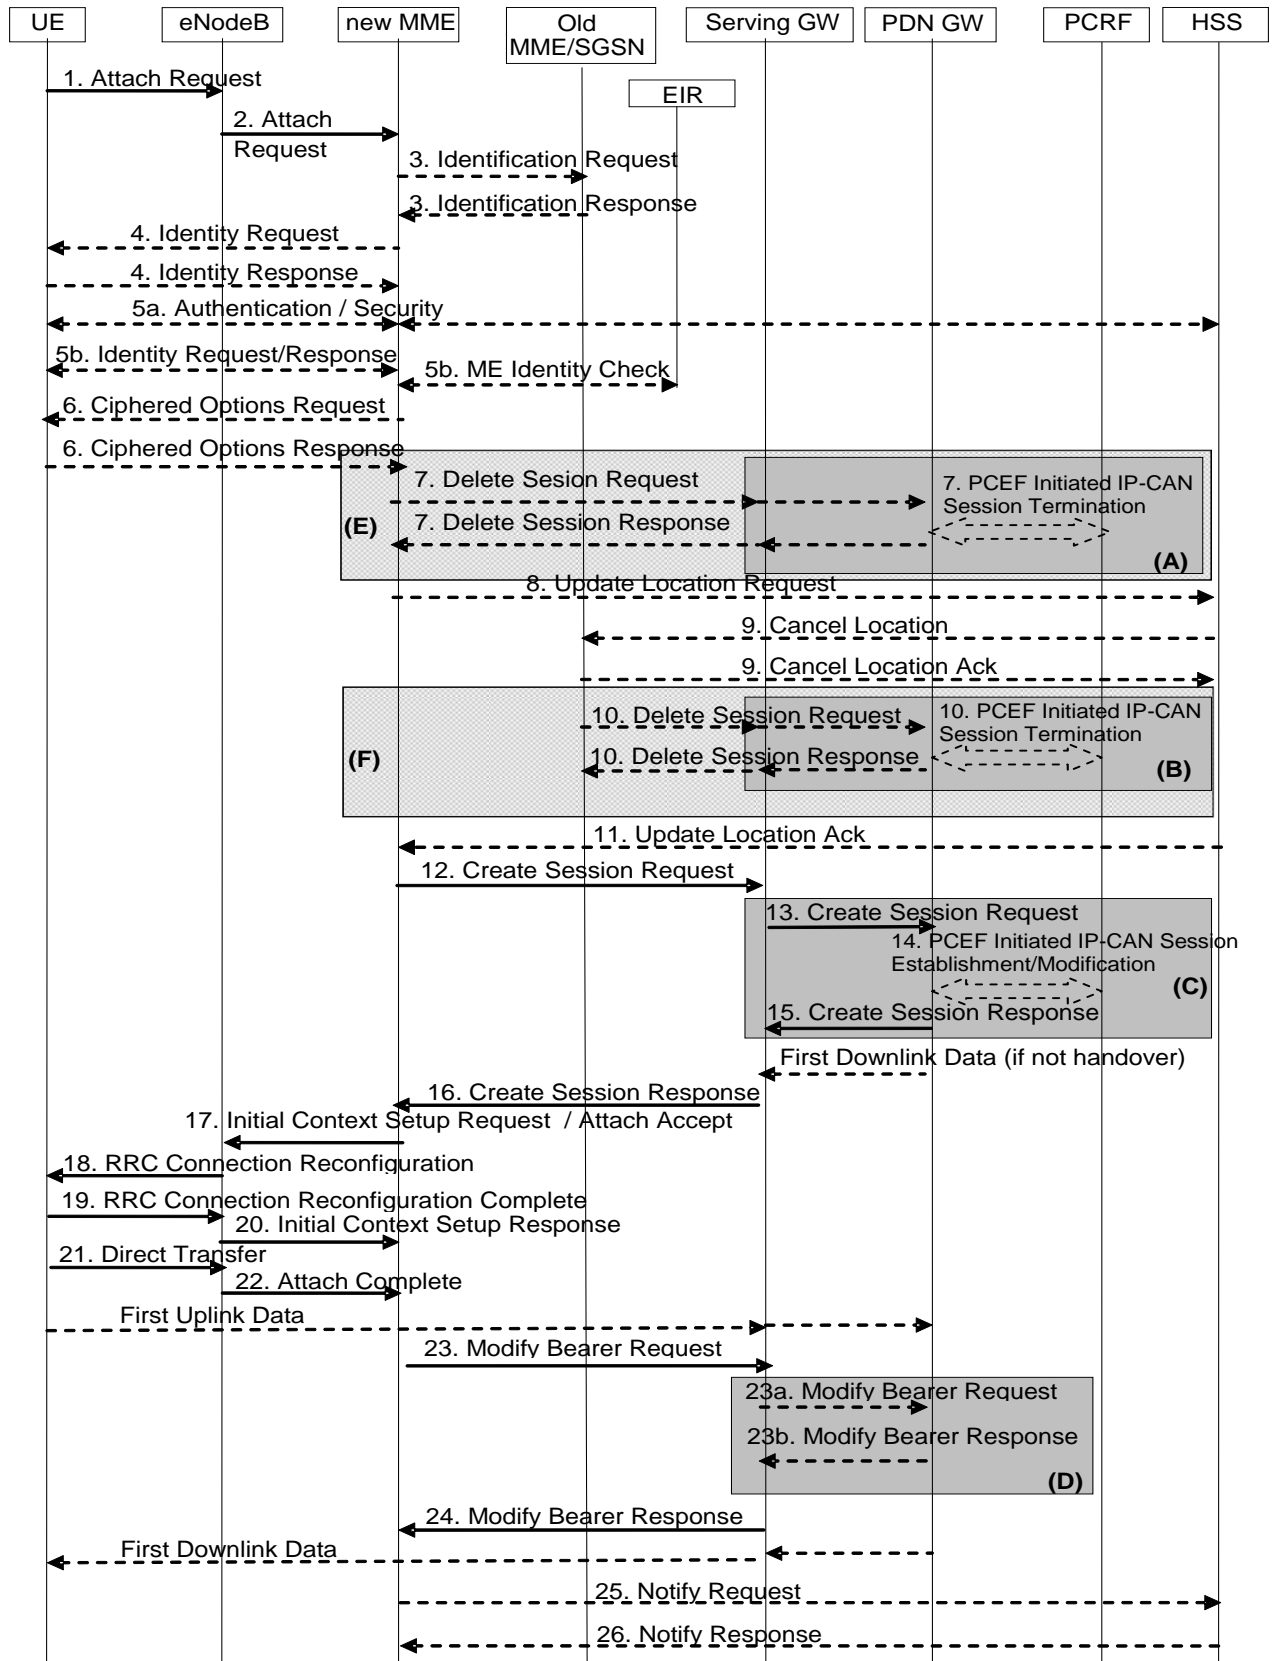 UE
eNodeB
new MME
Old
MME/SGSN
Serving GW
PDN GW
PCRF
HSS
EIR
1. Attach Request
2. Attach
Request
3. Identification Request
3. Identification Response
4. Identity Request
4. Identity Response
5a. Authentication / Security
5b. Identity Request/Response
5b. ME Identity Check
6. Ciphered Options Request
6. Ciphered Options Response
7. Delete Sesion Request
7. PCEF Initiated IP-CAN
Session Termination
(E)
7. Delete Session Response
(A)
8. Update Location Request
9. Cancel Location
9. Cancel Location Ack
10. Delete Session Request
10. PCEF Initiated IP-CAN
Session Termination
(F)
10. Delete Session Response
(B)
11. Update Location Ack
12. Create Session Request
13. Create Session Request
14. PCEF Initiated IP-CAN Session
Establishment/Modification
(C)
15. Create Session Response
First Downlink Data (if not handover)
16. Create Session Response
17. Initial Context Setup Request / Attach Accept
18. RRC Connection Reconfiguration
19. RRC Connection Reconfiguration Complete
20. Initial Context Setup Response
21. Direct Transfer
22. Attach Complete
First Uplink Data
23. Modify Bearer Request
23a. Modify Bearer Request
23b. Modify Bearer Response
(D)
24. Modify Bearer Response
First Downlink Data
25. Notify Request
26. Notify Response